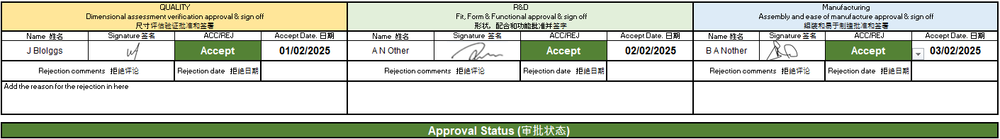 QUALITY
Dimensional assessment verification approval & sign off
尺寸评估验证批准和签署
R&D
Fit, Form & Functional approval & sign off
形状，配合和功能批准并签字
Manufacturing
Assembly and ease of manufacture approval & sign off
组装和易于制造批准和签署
Name 姓名 Signature 签名 ACC/REJ Accept Date. 日期 Name 姓名 Signature 签名 ACC/REJ Accept Date. 日期 Name 姓名 Signature 签名 ACC/REJ Accept Date. 日期
J Blolggs Accept 01/02/2025 A N Other Accept 02/02/2025 B A Nother Accept 03/02/2025
Rejection comments 拒绝评论 Rejection date 拒绝日期 Rejection comments 拒绝评论 Rejection date 拒绝日期 Rejection comments 拒绝评论 Rejection date 拒绝日期
Add the reason for the rejection in here
Approval Status (审批状态)